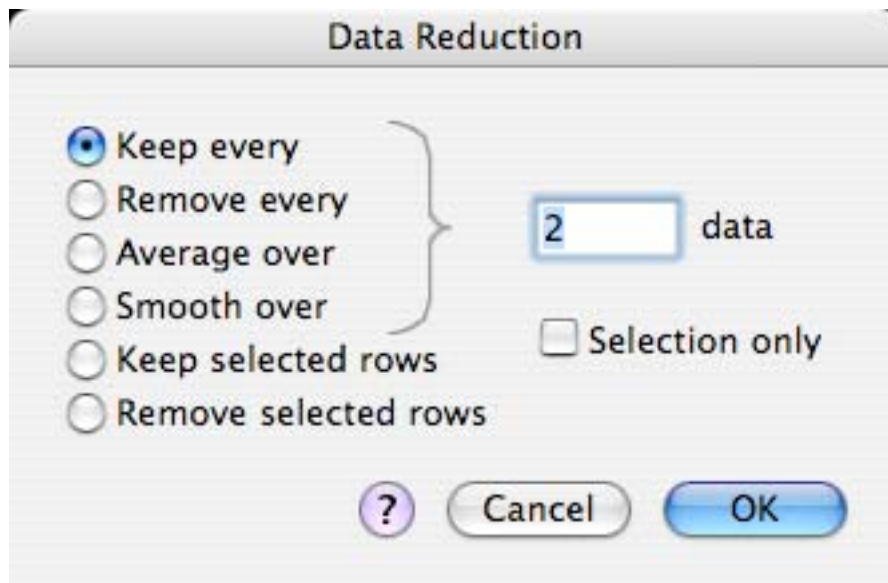 Data Reduction
Keep every
Remove every
Average over
Smooth over
Keep selected rows
Remove selected rows
2 data
Selection only
? Cancel OK